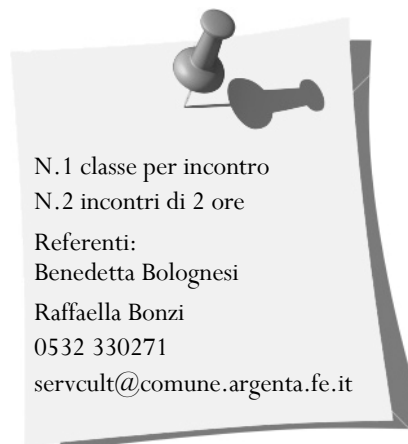 N.1 classe per incontro
N.2 incontri di 2 ore
Referenti:
Benedetta Bolognesi
Raffaella Bonzi
0532 330271
servcult@comune.argenta.fe.it